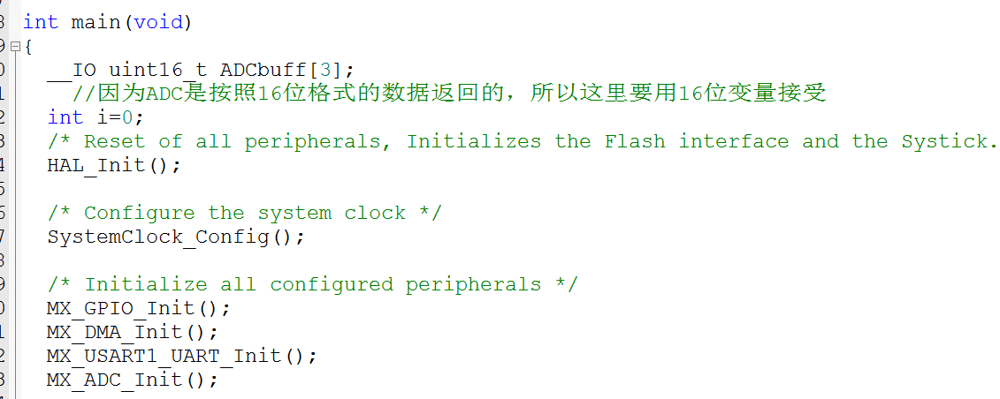 int main(void)
{
__IO uint16_t ADCbuff[3];
//因为ADC是按照16位格式的数据返回的，所以这里要用16位变量接受
int i=0;
/* Reset of all peripherals, Initializes the Flash interface and the Systick.
HAL_Init();
/* Configure the system clock */
SystemClock_Config();
/* Initialize all configured peripherals */
MX_GPIO_Init();
MX_DMA_Init();
MX_USART1_UART_Init();
MX_ADC_Init();